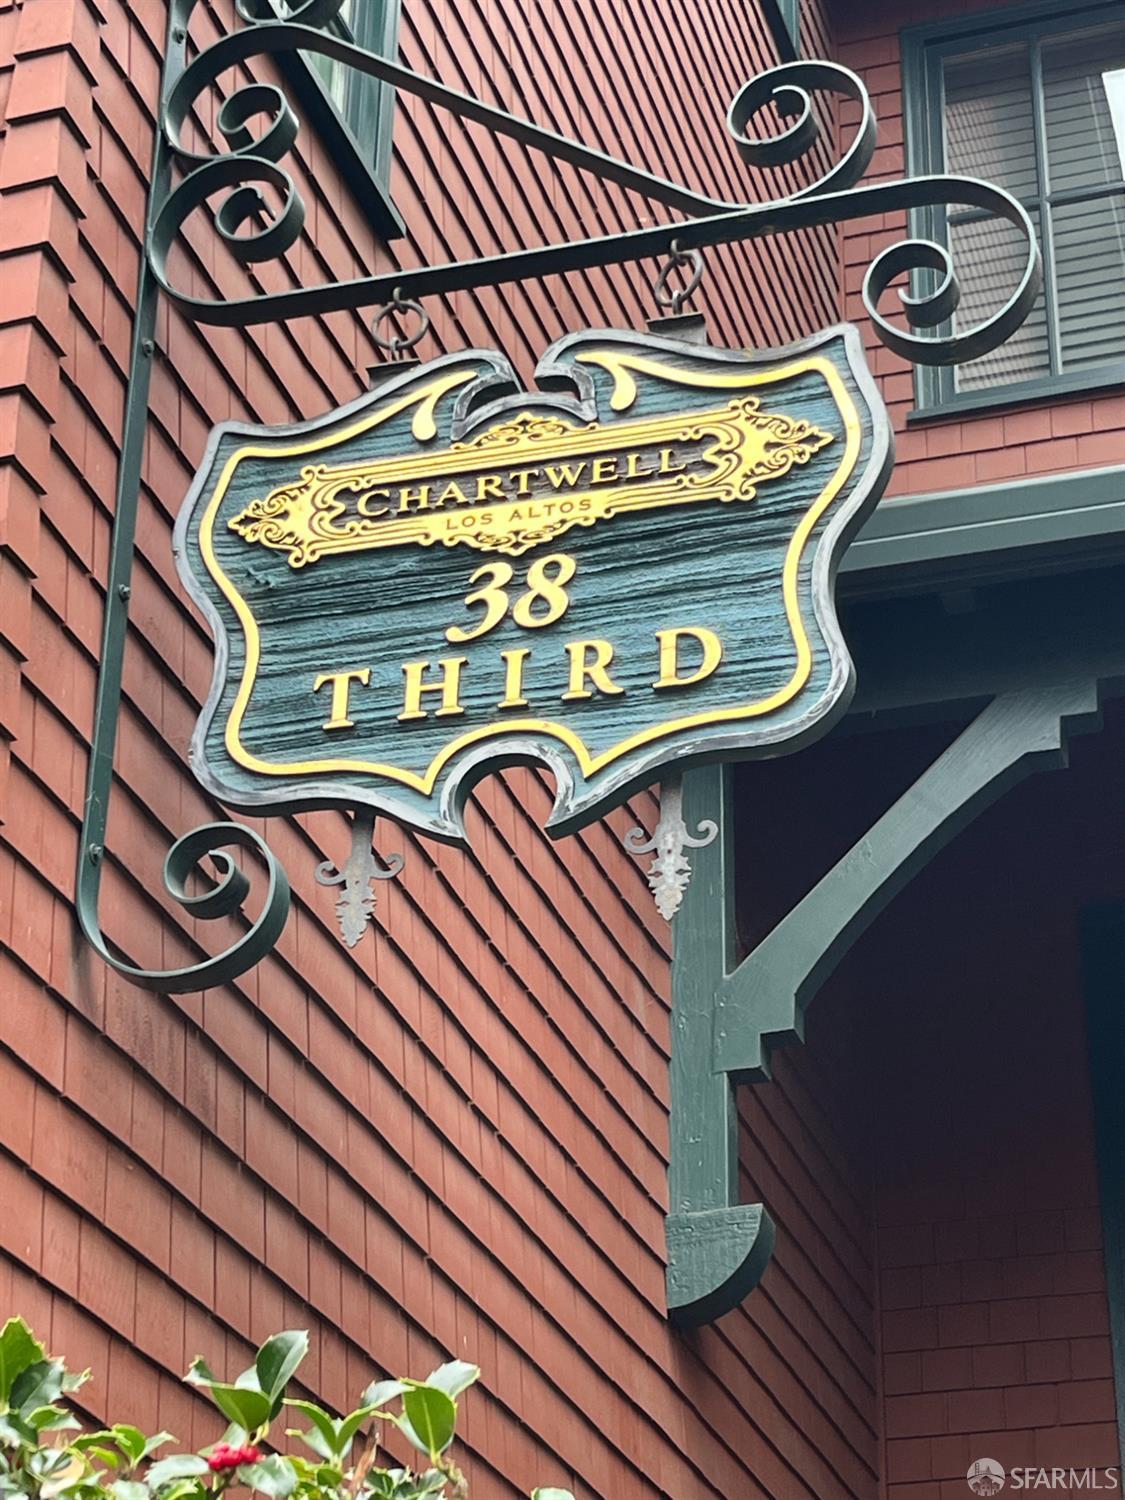 CHARTWELL
LOS ALTOS
38
THIRD
SFARMLS